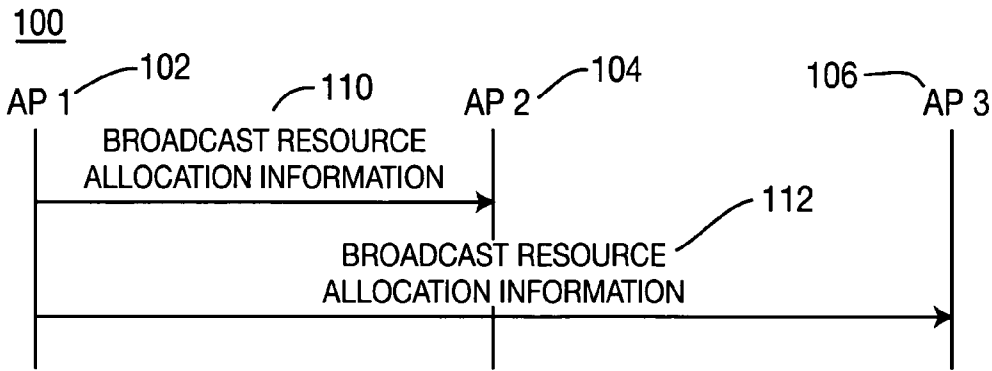 100
AP 1 102 110 AP 2 104 106 AP 3
BROADCAST RESOURCE
ALLOCATION INFORMATION
112
BROADCAST RESOURCE
ALLOCATION INFORMATION